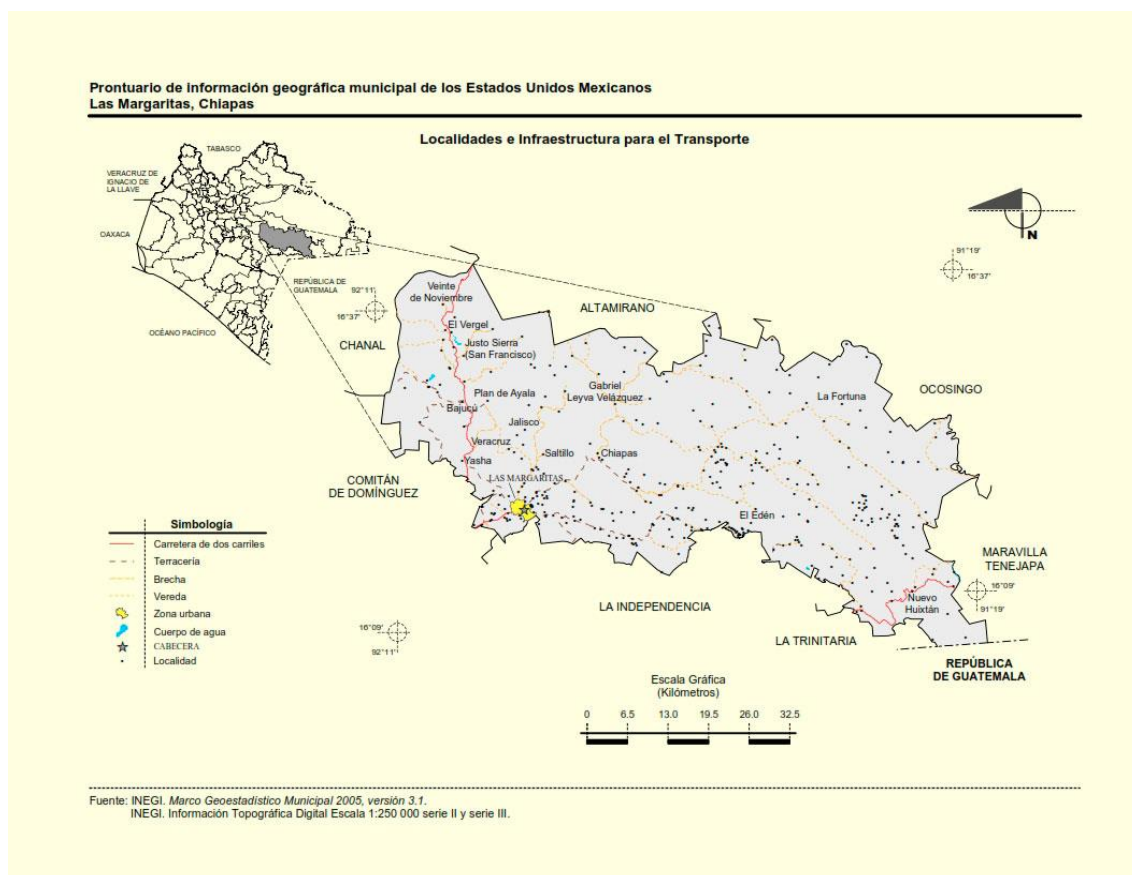 Prontuario de información geográfica municipal de los Estados Unidos Mexicanos
Las Margaritas, Chiapas
Localidades e Infraestructura para el Transporte
TABASCO
VERACRUZ DE
IGNACIO DE
LA LLAVE
OAXACA
REPÚBLICA DE
GUATEMALA
OCÉANO PACÍFICO
N
92°11'
16°37'
91°19'
16°37'
ALTAMIRANO
CHANAL
OCOSINGO
Veinte
de Noviembre
El Vergel
Justo Sierra
(San Francisco)
Plan de Ayala
Gabriel
Leyva Velázquez
La Fortuna
Bajucú
Jalisco
Veracruz
Yasha
Saltillo
Chiapas
LAS MARGARITAS
COMITÁN
DE DOMÍNGUEZ
El Edén
MARAVILLA
TENEJAPA
Nuevo
Huixtán
16°09'
91°19'
LA INDEPENDENCIA
LA TRINITARIA
16°09'
92°11'
REPÚBLICA
DE GUATEMALA
Simbología
Carretera de dos carriles
Terracería
Brecha
Vereda
Zona urbana
Cuerpo de agua
CABECERA
Localidad
Escala Gráfica
(Kilómetros)
0 6.5 13.0 19.5 26.0 32.5
Fuente: INEGI. Marco Geoestadístico Municipal 2005, versión 3.1.
INEGI. Información Topográfica Digital Escala 1:250 000 serie II y serie III.